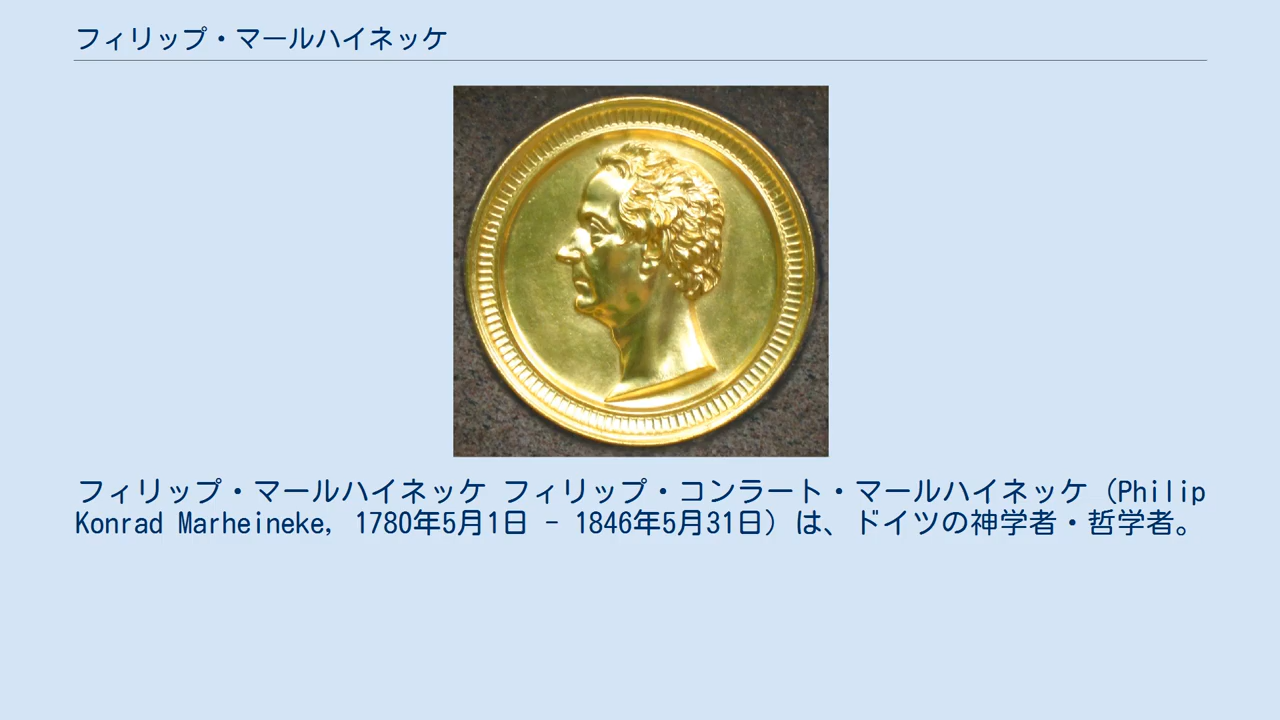 フィリップ・マールハイネッケ
フィリップ・マールハイネッケ フィリップ・コンラート・マールハイネッケ（Philip
Konrad Marheineke, 1780年5月1日 - 1846年5月31日）は、ドイツの神学者・哲学者。